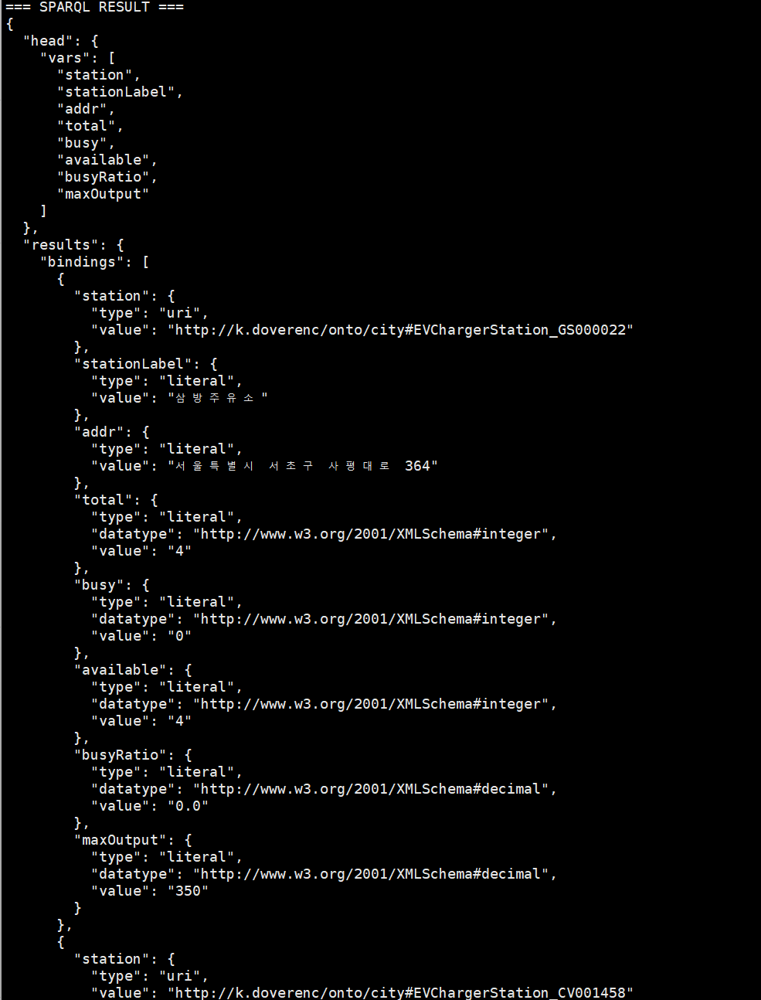 === SPARQL RESULT ===
{
  "head": {
    "vars": [
      "station",
      "stationLabel",
      "addr",
      "total",
      "busy",
      "available",
      "busyRatio",
      "maxOutput"
    ]
  },
  "results": {
    "bindings": [
      {
        "station": {
          "type": "uri",
          "value": "http://k.doverenc/onto/city#EVChargerStation_GS000022"
        },
        "stationLabel": {
          "type": "literal",
          "value": "삼방주유소"
        },
        "addr": {
          "type": "literal",
          "value": "서울특별시 서초구 사평대로 364"
        },
        "total": {
          "type": "literal",
          "datatype": "http://www.w3.org/2001/XMLSchema#integer",
          "value": "4"
        },
        "busy": {
          "type": "literal",
          "datatype": "http://www.w3.org/2001/XMLSchema#integer",
          "value": "0"
        },
        "available": {
          "type": "literal",
          "datatype": "http://www.w3.org/2001/XMLSchema#integer",
          "value": "4"
        },
        "busyRatio": {
          "type": "literal",
          "datatype": "http://www.w3.org/2001/XMLSchema#decimal",
          "value": "0.0"
        },
        "maxOutput": {
          "type": "literal",
          "datatype": "http://www.w3.org/2001/XMLSchema#decimal",
          "value": "350"
        }
      },
      {
        "station": {
          "type": "uri",
          "value": "http://k.doverenc/onto/city#EVChargerStation_CV001458"